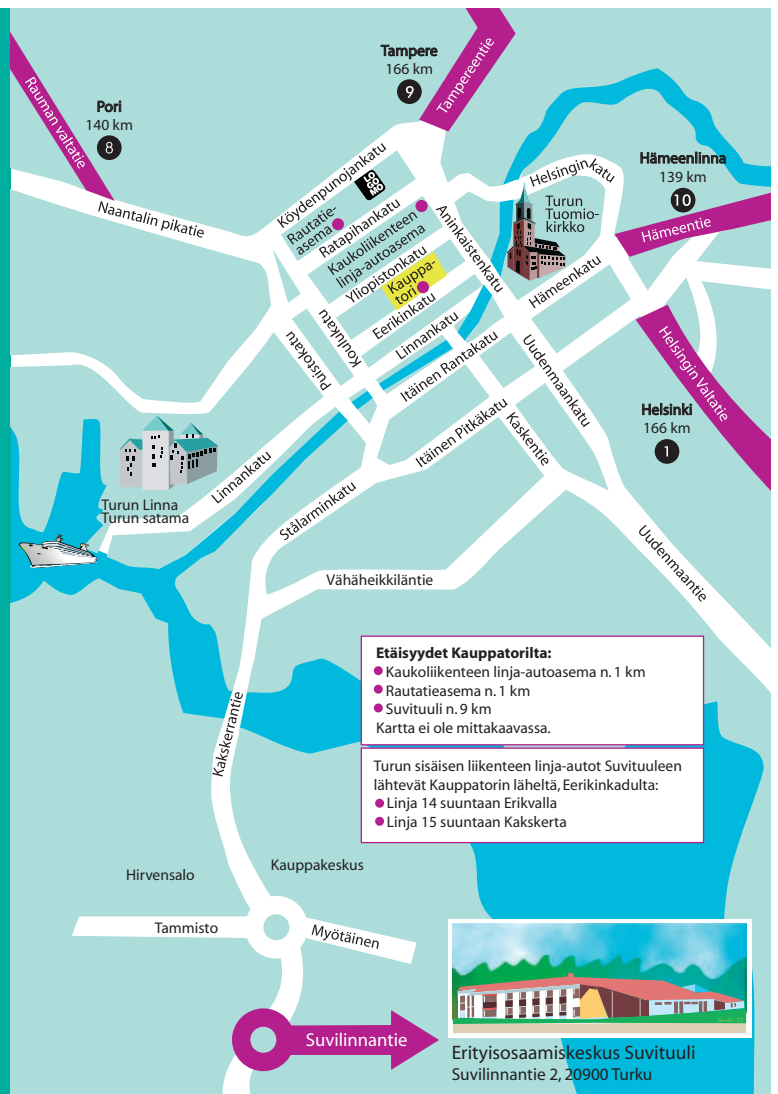 Tampere
166 km
9
Tampereentie
Rauman valtatie
Pori
140 km
8
Hämeenlinna
139 km
10
Hämeentie
Helsinginkatu
Köydenpunojankatu
LO
GO
MO
Turun
Tuomio-
kirkko
Naantalin pikatie
Rautatie-
asema
Ratapihankatu
Kaukoliikenteen
linja-autoasema
Aninkaistenkatu
Yliopistonkatu
Kauppa-
tori
Eerikinkatu
Hämeenkatu
Koulukatu
Linnankatu
Puistokatu
Itäinen Rantakatu
Uudenmaankatu
Helsingin Valtatie
Itäinen Pitkäkatu
Kaskentie
Helsinki
166 km
1
Linnankatu
Turun Linna
Turun satama
Stålarminkatu
Uudenmaantie
Vähäheikkiläntie
Etäisyydet Kauppatorilta:
Kaukoliikenteen linja-autoasema n. 1 km
Rautatieasema n. 1 km
Suvituuli n. 9 km
Kartta ei ole mittakaavassa.
Kakskerrantie
Turun sisäisen liikenteen linja-autot Suvituuleen
lähtevät Kauppatorin läheltä, Eerikinkadulta:
Linja 14 suuntaan Erikvalla
Linja 15 suuntaan Kakskerta
Hirvensalo
Kauppakeskus
Tammisto
Myötäinen
Suvilinnantie
Erityisosaamiskeskus Suvituuli
Suvilinnantie 2, 20900 Turku